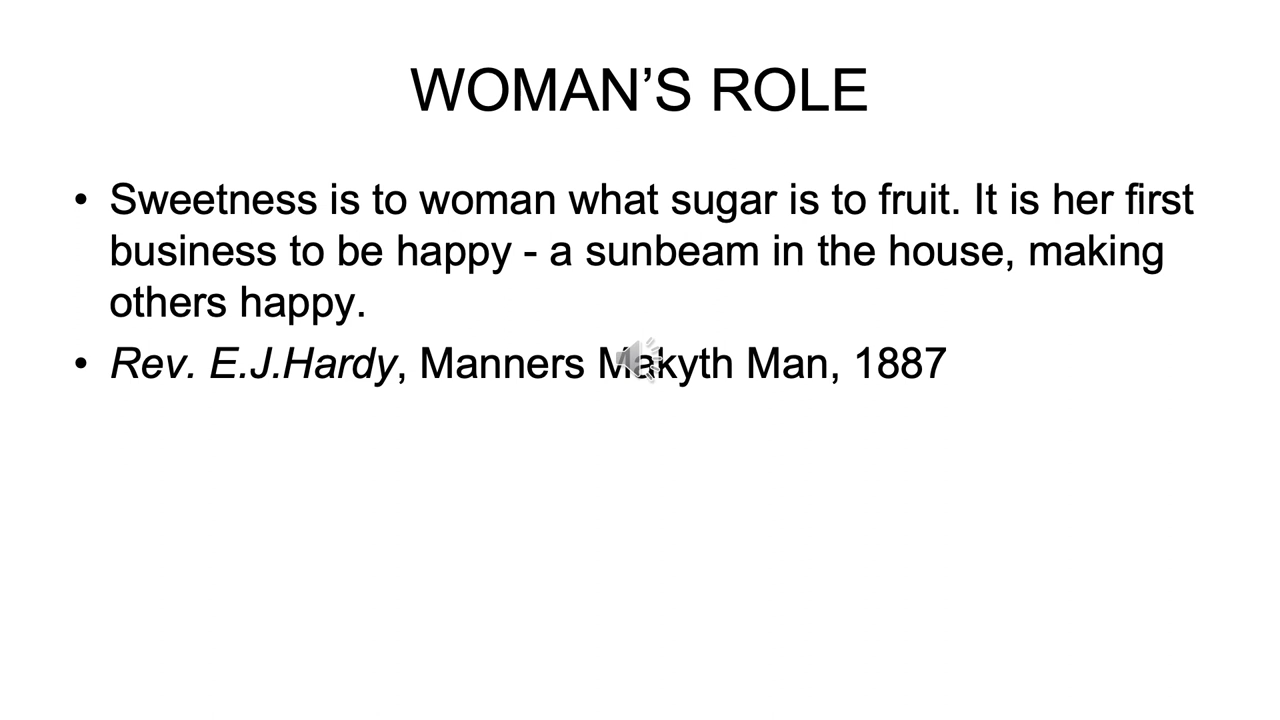 WOMAN’S ROLE
• Sweetness is to woman what sugar is to fruit. It is her first
business to be happy - a sunbeam in the house, making
others happy.
• Rev. E.J.Hardy, Manners Makyth Man, 1887